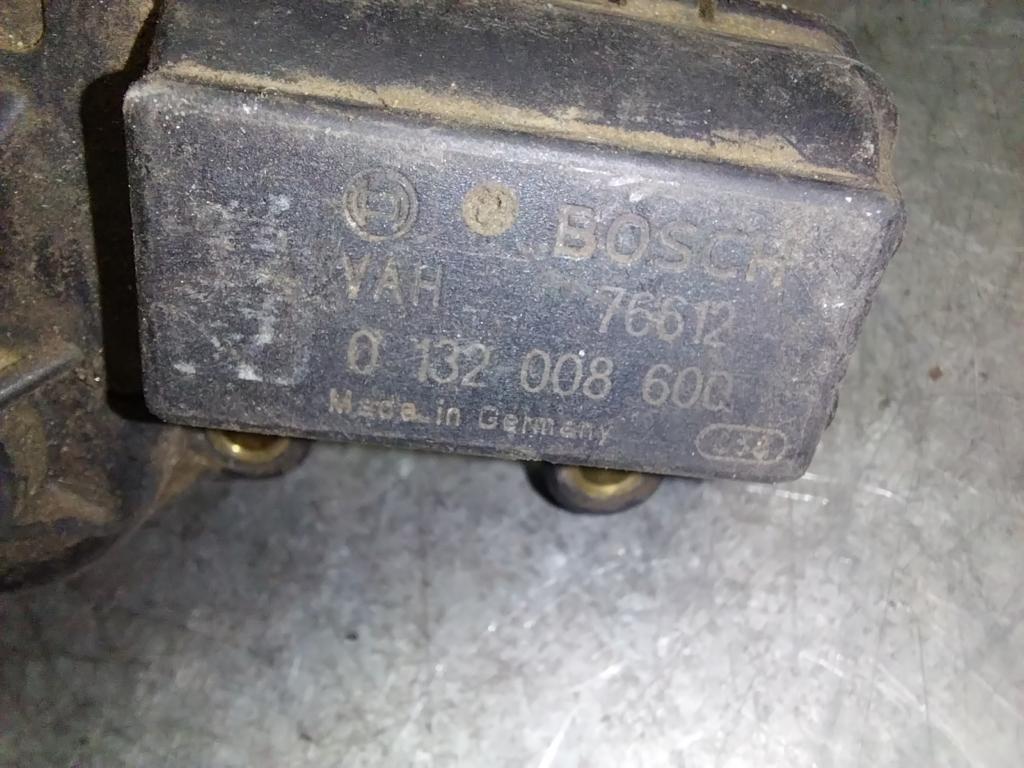 BOSCH
VAH 76612
0 132 008 600
Made in Germany